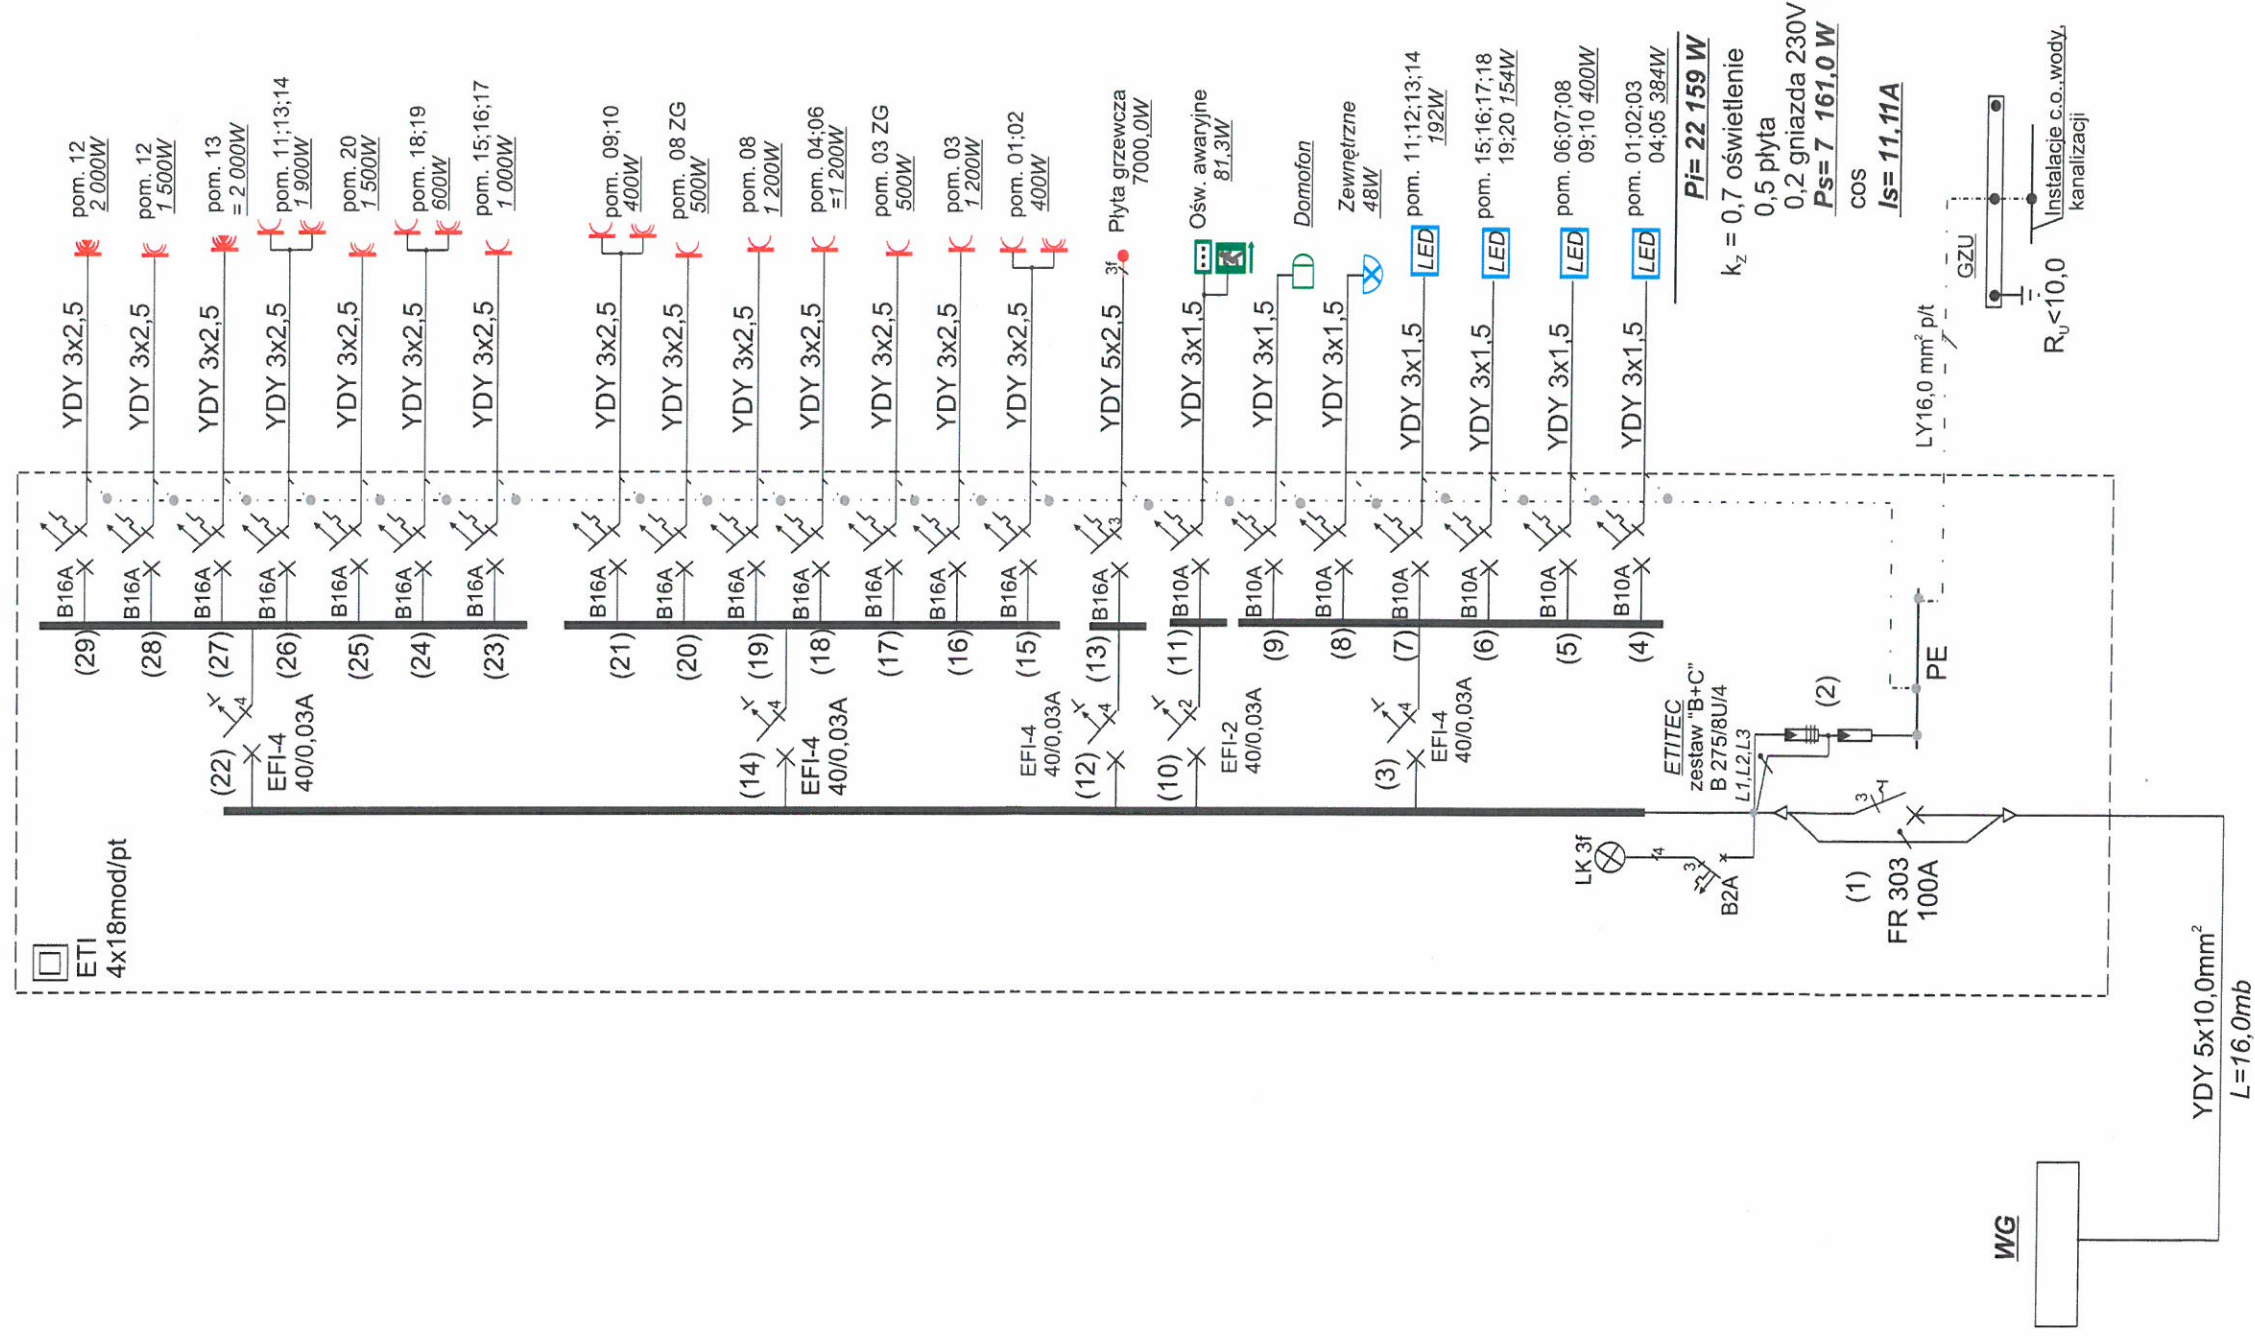 ETI
4x18mod/pt
(29) B16A YDY 3x2,5 pom. 12
2 000W
(28) B16A YDY 3x2,5 pom. 12
1 500W
(27) B16A YDY 3x2,5 pom. 13
= 2 000W
(26) B16A YDY 3x2,5 pom. 11;13;14
1 900W
(25) B16A YDY 3x2,5 pom. 20
1 500W
(24) B16A YDY 3x2,5 pom. 18;19
600W
(23) B16A YDY 3x2,5 pom. 15;16;17
1 000W
(22) 4
EFI-4
40/0,03A
(21) B16A YDY 3x2,5 pom. 09;10
400W
(20) B16A YDY 3x2,5 pom. 08 ZG
500W
(19) B16A YDY 3x2,5 pom. 08
1 200W
(18) B16A YDY 3x2,5 pom. 04;06
=1 200W
(17) B16A YDY 3x2,5 pom. 03 ZG
500W
(16) B16A YDY 3x2,5 pom. 03
1 200W
(15) B16A YDY 3x2,5 pom. 01;02
400W
(14) 4
EFI-4
40/0,03A
EFI-4
40/0,03A
(12) 4 (13) B16A 3 YDY 5x2,5 3f Płyta grzewcza
7000,0W
(10) 2 (11) B10A YDY 3x1,5 Ośw. awaryjne
81,3W
EFI-2
40/0,03A
(9) B10A YDY 3x1,5 Domofon
(8) B10A YDY 3x1,5 Zewnętrzne
48W
(3) 4 (7) B10A YDY 3x1,5 LED pom. 11;12;13;14
192W
EFI-4
40/0,03A
(6) B10A YDY 3x1,5 LED pom. 15;16;17;18
19;20 154W
(5) B10A YDY 3x1,5 LED pom. 06;07;08
09;10 400W
(4) B10A YDY 3x1,5 LED pom. 01;02;03
04;05 384W
Pi= 22 159 W
kz = 0,7 oświetlenie
0,5 płyta
0,2 gniazda 230V
Ps= 7 161,0 W
cos
Is= 11,11A
LK 3f
4
3
B2A
ETITEC
zestaw "B+C"
B 275/8U/4
L1,L2,L3
(2)
3
(1)
FR 303
100A
PE
LY16,0 mm² p/t
GZU
Ru<10,0
Instalacje c.o.,wody,
kanalizacji
WG
YDY 5x10,0mm²
L=16,0mb